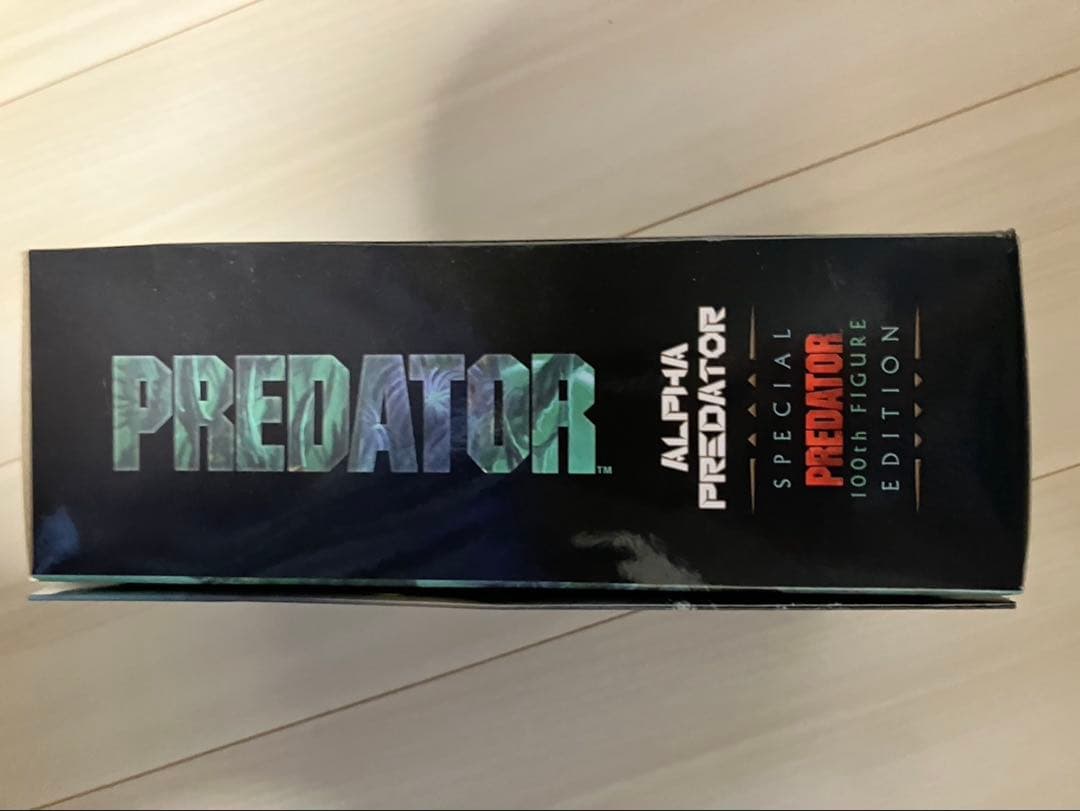 PREDATOR™
ALPHA
PREDATOR
SPECIAL
PREDATOR
100th FIGURE
EDITION